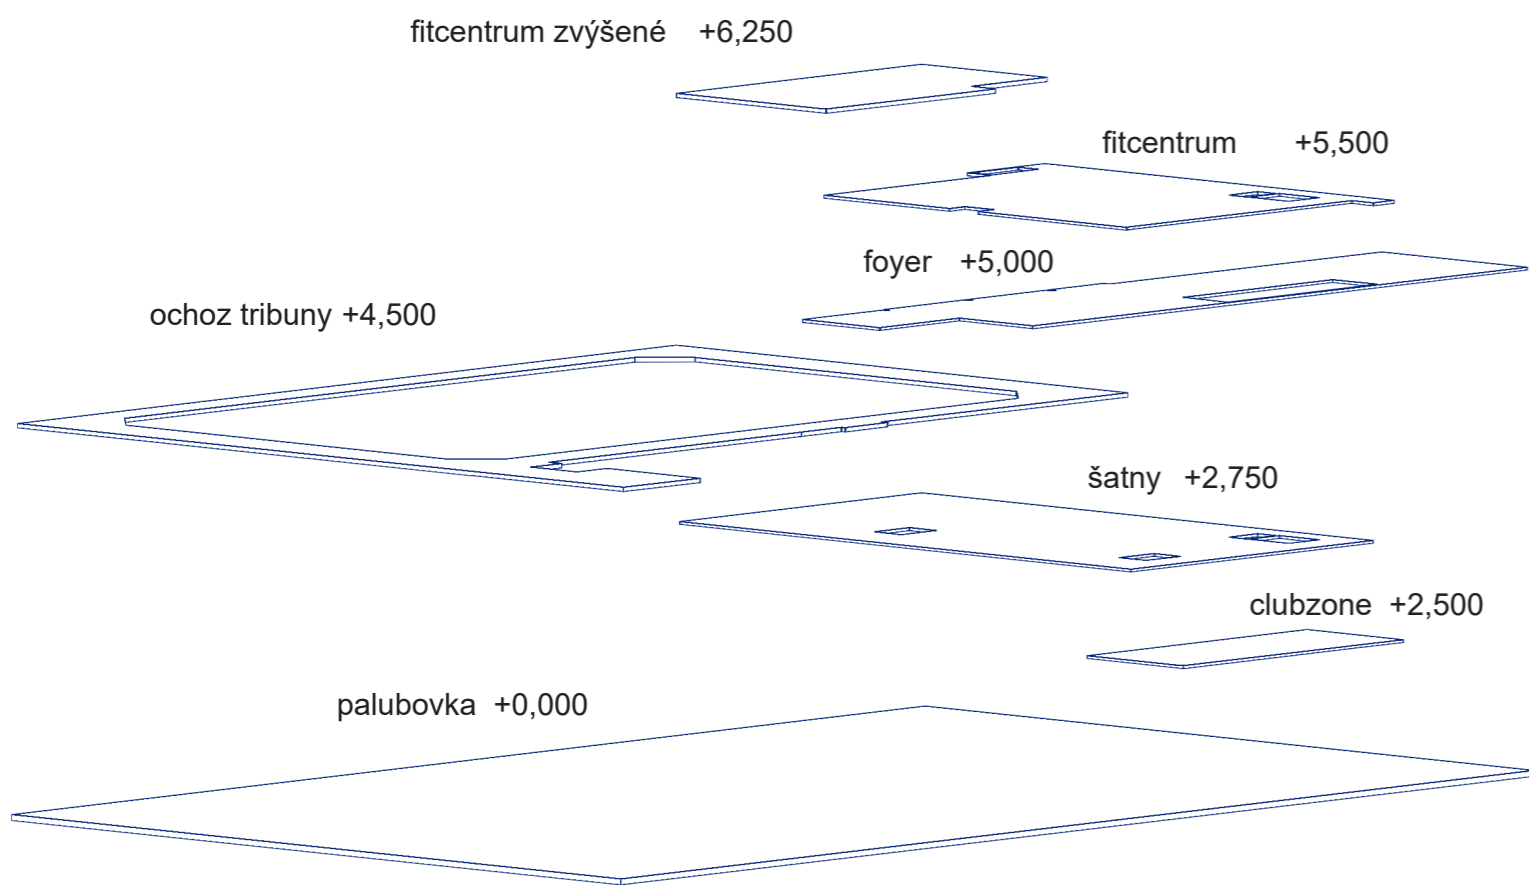 fitcentrum zvýšené +6,250
fitcentrum +5,500
foyer +5,000
ochoz tribuny +4,500
šatny +2,750
clubzone +2,500
palubovka +0,000